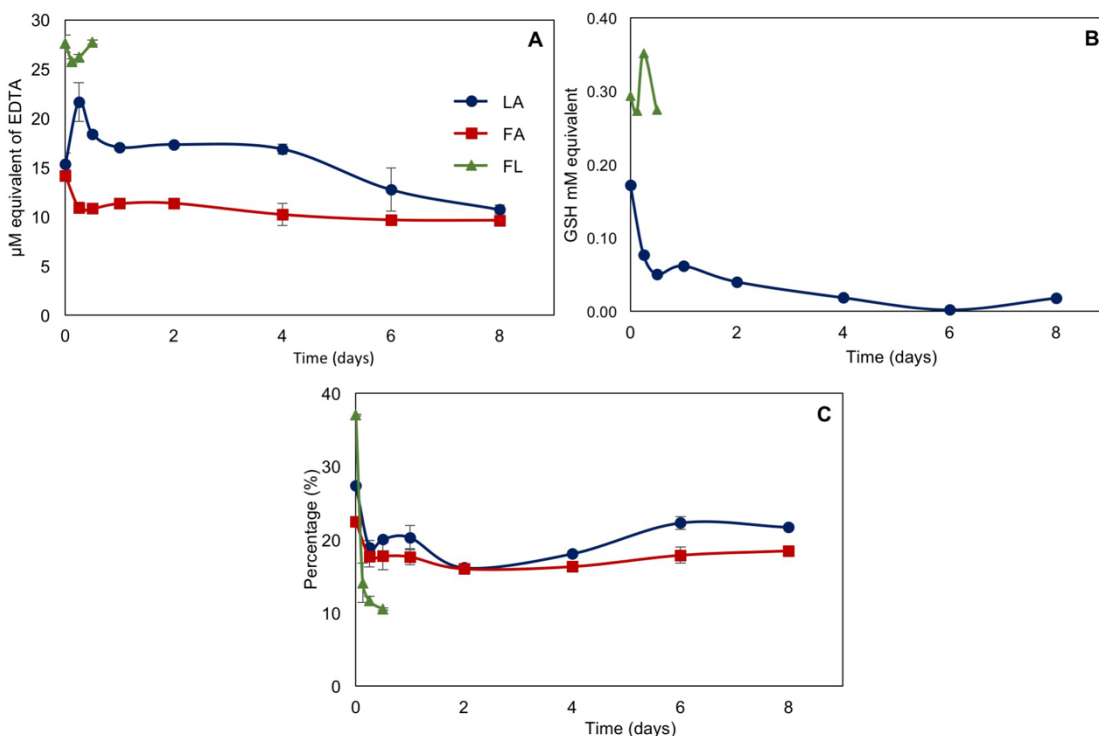 A
30
25
20
15
10
5
0
µM equivalent of EDTA
LA
FA
FL
0 2 4 6 8
Time (days)
B
0.40
0.30
0.20
0.10
0.00
GSH mM equivalent
0 2 4 6 8
Time (days)
C
40
30
20
10
0
Percentage (%)
0 2 4 6 8
Time (days)